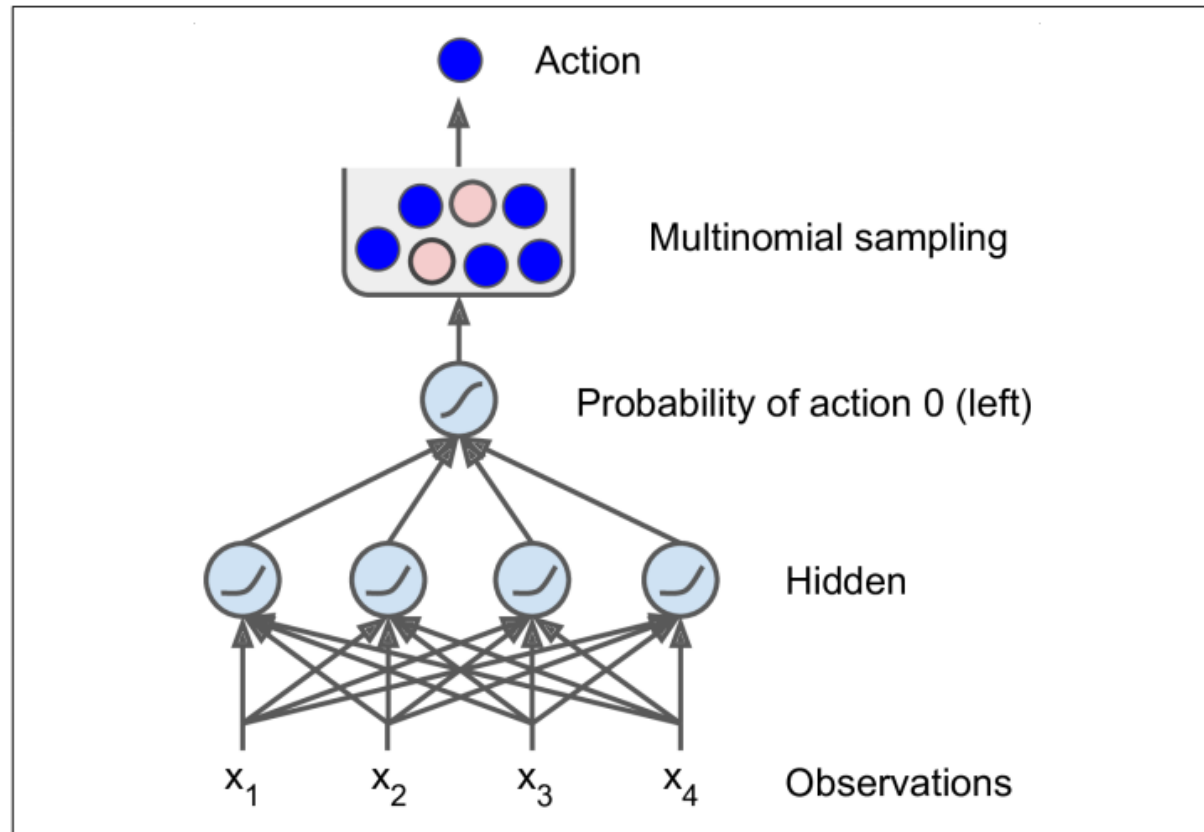 Action
Multinomial sampling
Probability of action 0 (left)
Hidden
x₁ x₂ x₃ x₄ Observations